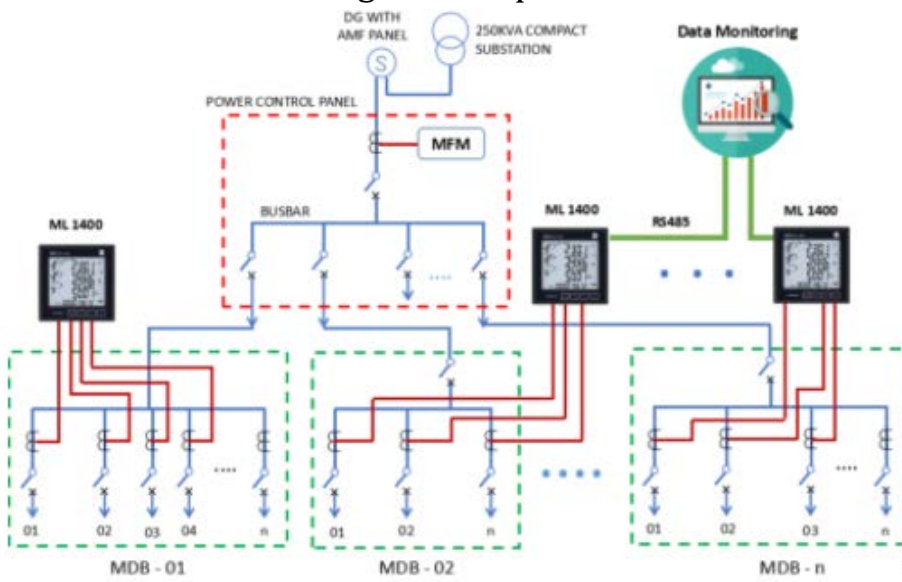 DG WITH
AMF PANEL
250KVA COMPACT
SUBSTATION
Data Monitoring
S
POWER CONTROL PANEL
MFM
BUSBAR
ML 1400
ML 1400
RS485
ML 1400
01
02
03
04
n
01
02
n
01
02
03
n
MDB - 01
MDB - 02
MDB - n